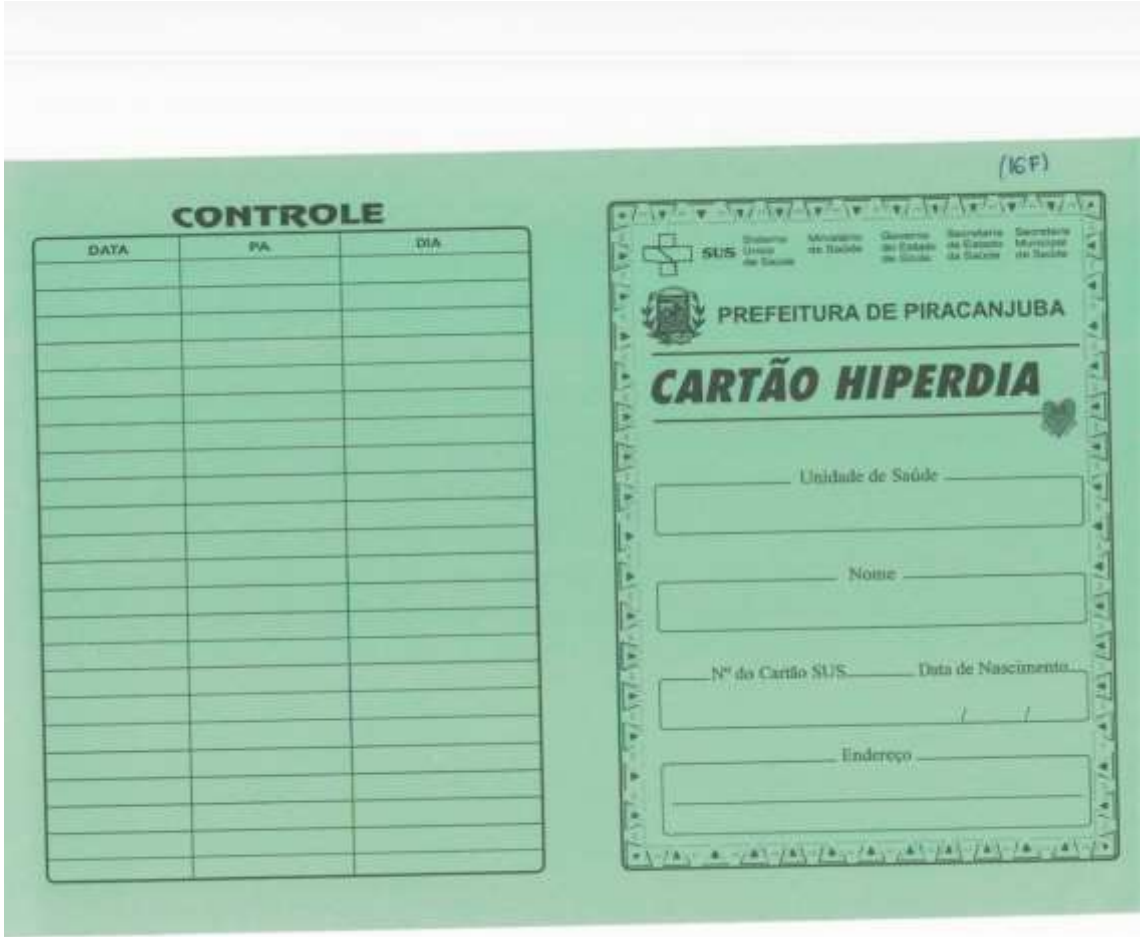 CONTROLE
DATA PA DIA
(16F)
SUS Sistema Único de Saúde Ministério da Saúde Governo do Estado de Goiás Secretaria de Estado da Saúde Secretaria Municipal de Saúde
PREFEITURA DE PIRACANJUBA
CARTÃO HIPERDIA
Unidade de Saúde
Nome
Nº do Cartão SUS Data de Nascimento
/ /
Endereço